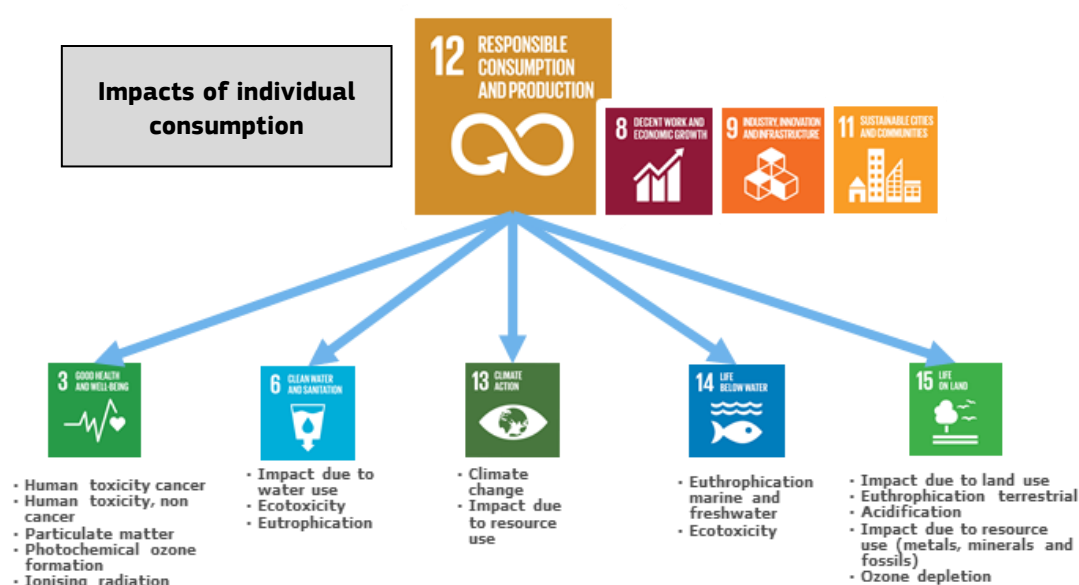 Impacts of individual
consumption
12 RESPONSIBLE
CONSUMPTION
AND PRODUCTION
8 DECENT WORK AND
ECONOMIC GROWTH
9 INDUSTRY, INNOVATION
AND INFRASTRUCTURE
11 SUSTAINABLE CITIES
AND COMMUNITIES
3 GOOD HEALTH
AND WELL-BEING
· Human toxicity cancer
· Human toxicity, non
cancer
· Particulate matter
· Photochemical ozone
formation
· Ionising radiation
6 CLEAN WATER
AND SANITATION
· Impact due to
water use
· Ecotoxicity
· Eutrophication
13 CLIMATE
ACTION
· Climate
change
· Impact due
to resource
use
14 LIFE
BELOW WATER
· Euthrophication
marine and
freshwater
· Ecotoxicity
15 LIFE
ON LAND
· Impact due to land use
· Euthrophication terrestrial
· Acidification
· Impact due to resource
use (metals, minerals and
fossils)
· Ozone depletion